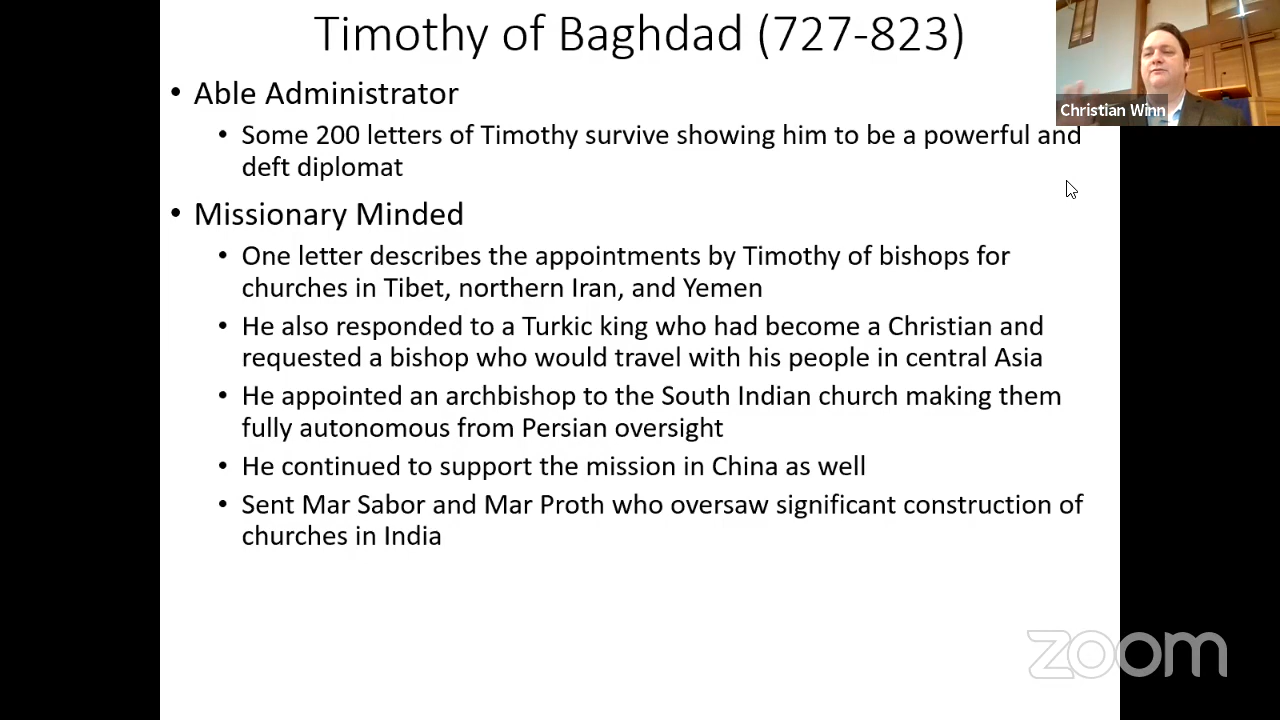 Timothy of Baghdad (727-823)
Christian Winn
• Able Administrator
• Some 200 letters of Timothy survive showing him to be a powerful and
deft diplomat
• Missionary Minded
• One letter describes the appointments by Timothy of bishops for
churches in Tibet, northern Iran, and Yemen
• He also responded to a Turkic king who had become a Christian and
requested a bishop who would travel with his people in central Asia
• He appointed an archbishop to the South Indian church making them
fully autonomous from Persian oversight
• He continued to support the mission in China as well
• Sent Mar Sabor and Mar Proth who oversaw significant construction of
churches in India
zoom